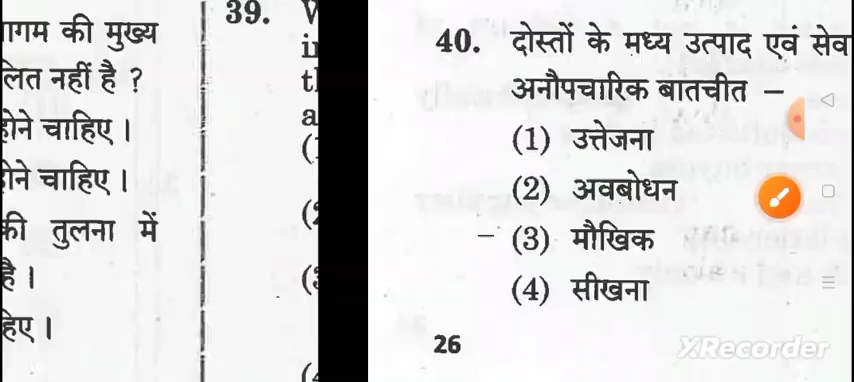 ागम की मुख्य
लित नहीं है ?
होने चाहिए ।
होने चाहिए ।
की तुलना में
है ।
हिए ।
39.
40. दोस्तों के मध्य उत्पाद एवं सेव
अनौपचारिक बातचीत –
(1) उत्तेजना
(2) अवबोधन
(3) मौखिक
(4) सीखना
26
XRecorder